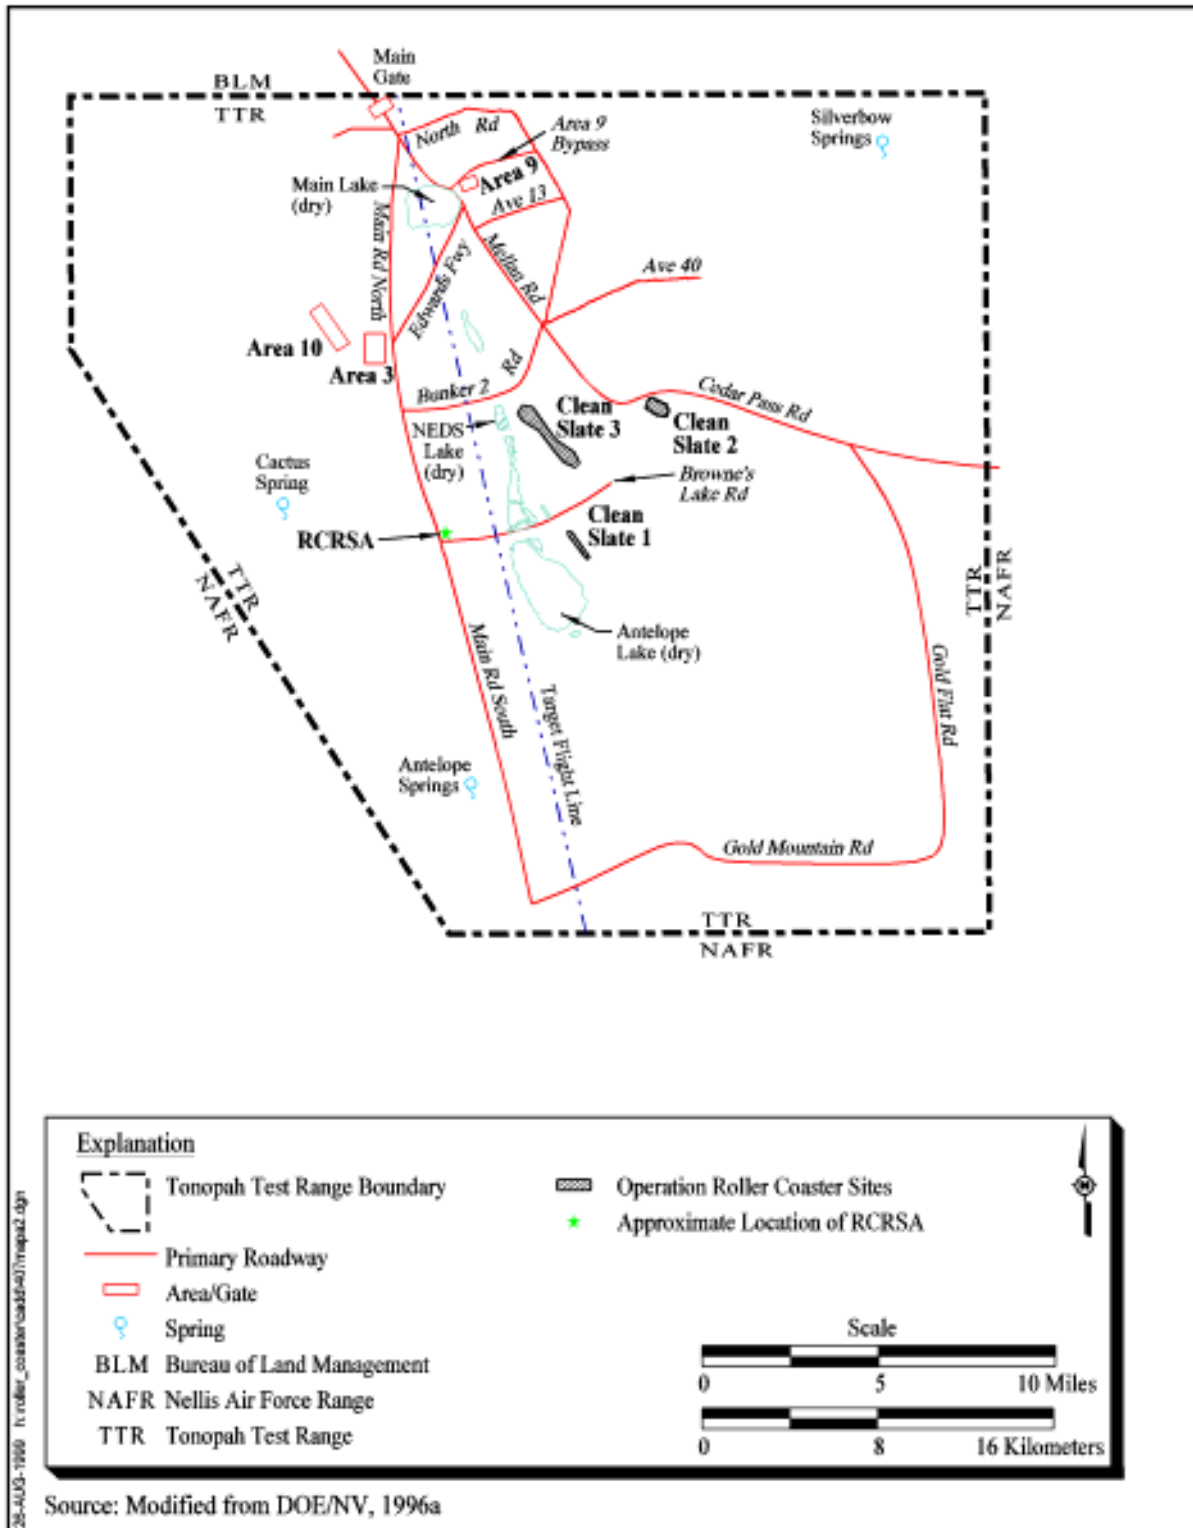 Main
Gate
BLM
TTR
North Rd
Area 9
Bypass
Silverbow
Springs
Main Lake
(dry)
Area 9
Ave 13
Main Rd North
Edwards Fwy
Mellan Rd
Ave 40
Area 10
Area 3
Bunker 2 Rd
Cedar Pass Rd
NEDS
Lake
(dry)
Clean
Slate 3
Clean
Slate 2
Cactus
Spring
Browne's
Lake Rd
RCRSA
Clean
Slate 1
TTR
NAFR
TTR
NAFR
Antelope
Lake (dry)
Main Rd South
Target Flight Line
Gold Flat Rd
Antelope
Springs
Gold Mountain Rd
TTR
NAFR
Explanation
Tonopah Test Range Boundary
Operation Roller Coaster Sites
Approximate Location of RCRSA
N
Primary Roadway
Area/Gate
Spring
BLM Bureau of Land Management
NAFR Nellis Air Force Range
TTR Tonopah Test Range
Scale
0 5 10 Miles
0 8 16 Kilometers
Source: Modified from DOE/NV, 1996a